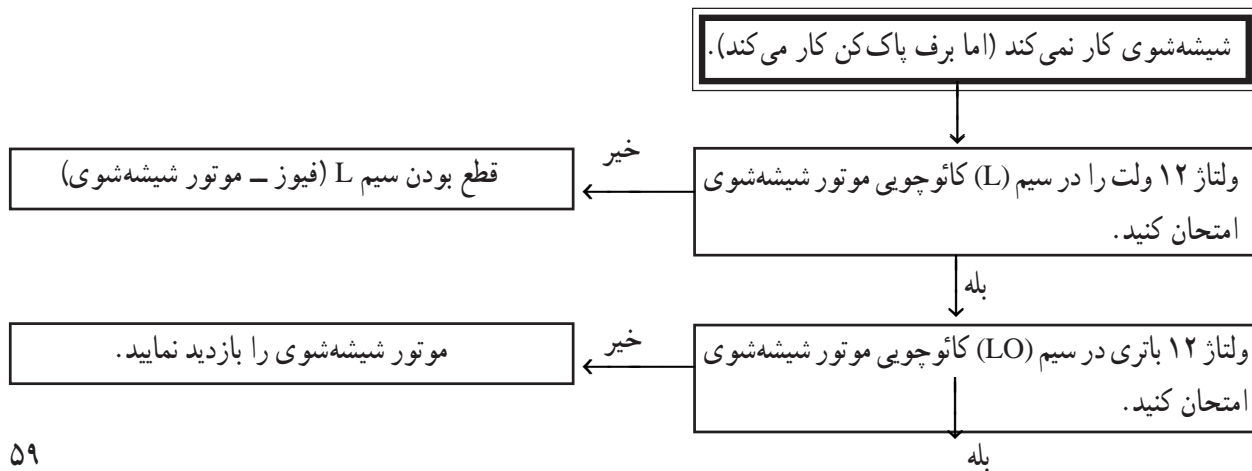 شیشه‌شوی کار نمی‌کند (اما برف پاک‌کن کار می‌کند).
ولتاژ ۱۲ ولت را در سیم (L) کائوچویی موتور شیشه‌شوی
امتحان کنید.
خیر
قطع بودن سیم L (فیوز ــ موتور شیشه‌شوی)
بله
ولتاژ ۱۲ باتری در سیم (LO) کائوچویی موتور شیشه‌شوی
امتحان کنید.
خیر
موتور شیشه‌شوی را بازدید نمایید.
بله
۵۹